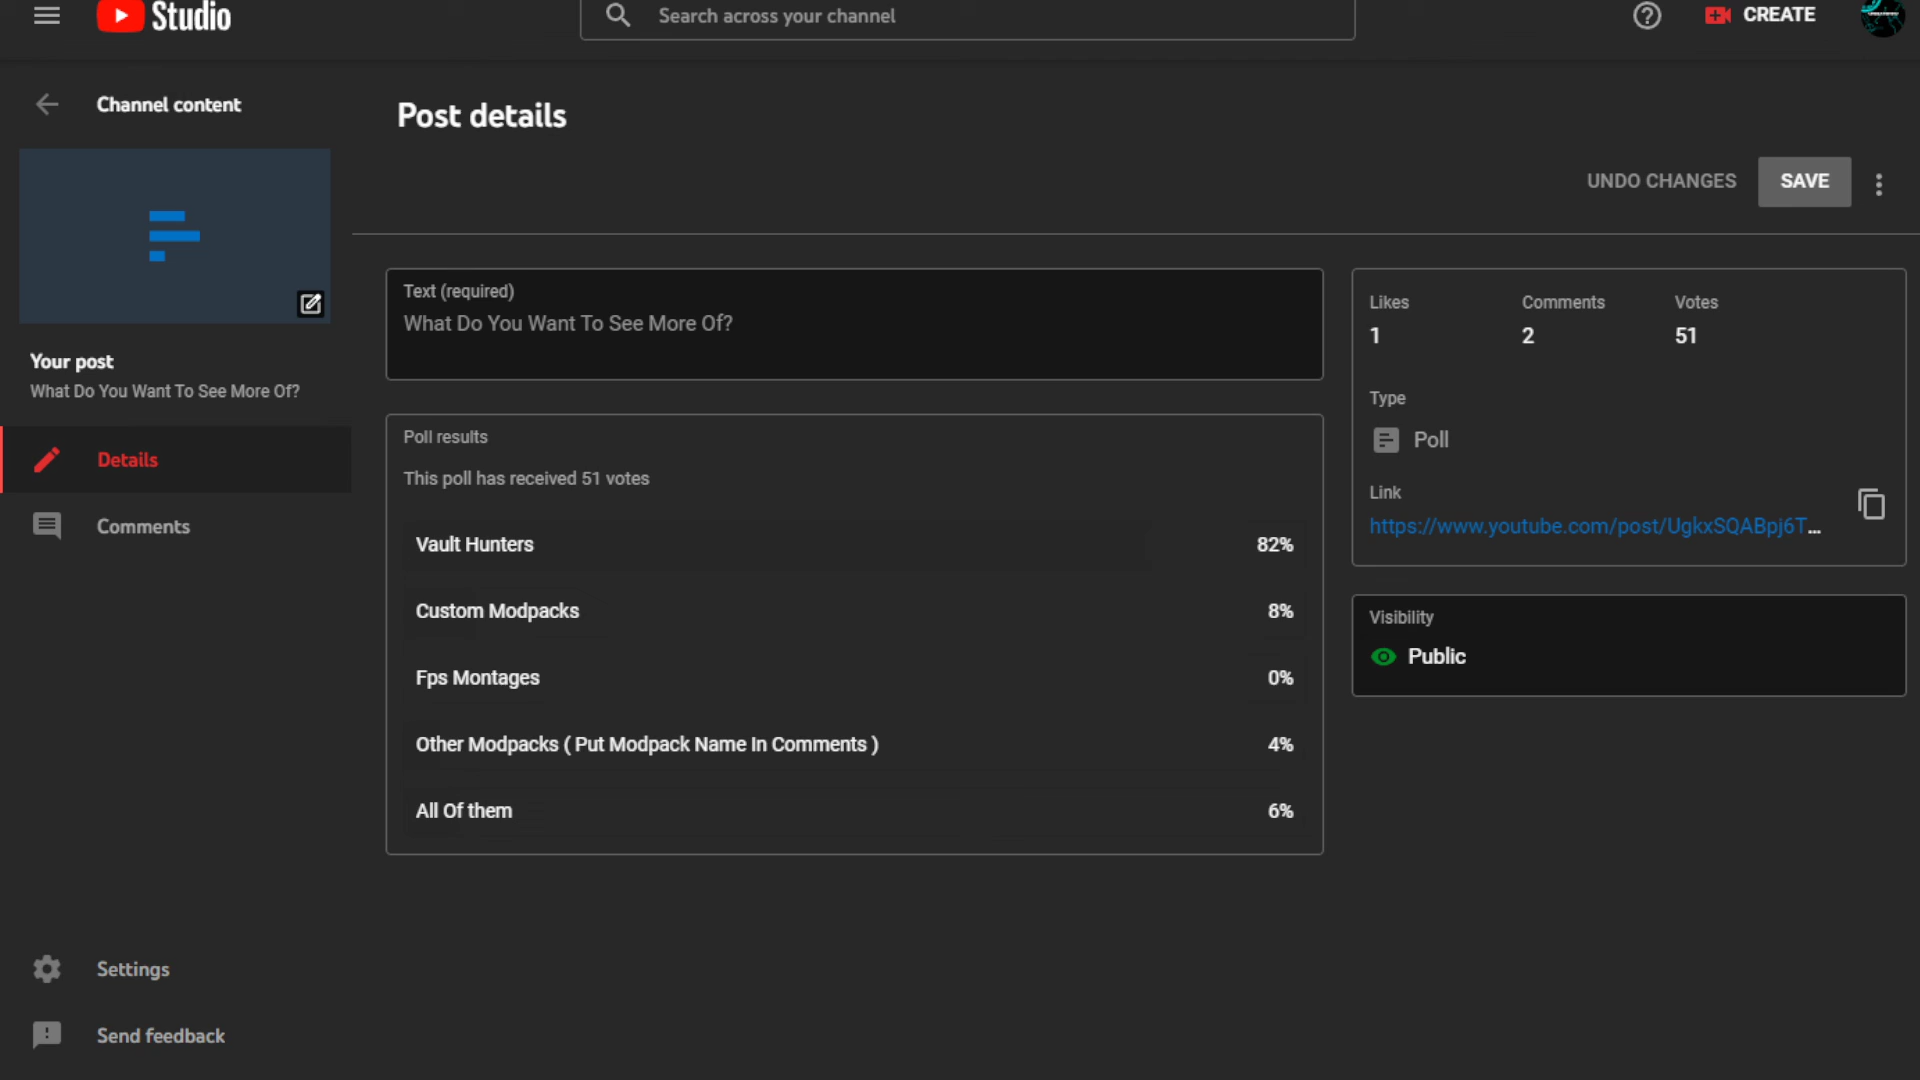 Studio
Search across your channel
CREATE
Channel content
Post details
UNDO CHANGES
SAVE
Text (required)
What Do You Want To See More Of?
Likes
Comments
Votes
1
2
51
Your post
What Do You Want To See More Of?
Type
Poll
Poll results
This poll has received 51 votes
Details
Link
https://www.youtube.com/post/UgkxSQABpj6T...
Comments
Vault Hunters 82%
Custom Modpacks 8%
Visibility
Public
Fps Montages 0%
Other Modpacks ( Put Modpack Name In Comments ) 4%
All Of them 6%
Settings
Send feedback